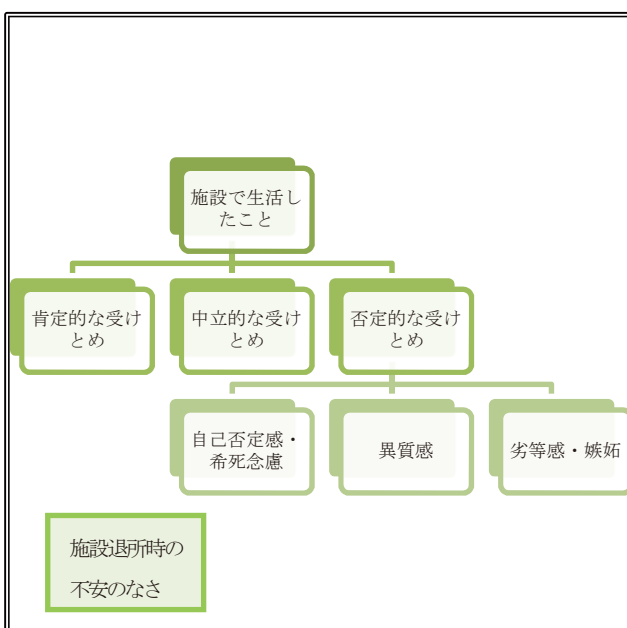 施設で生活し
たこと
肯定的な受け
とめ
中立的な受け
とめ
否定的な受け
とめ
自己否定感・
希死念慮
異質感
劣等感・嫉妬
施設退所時の
不安のなさ